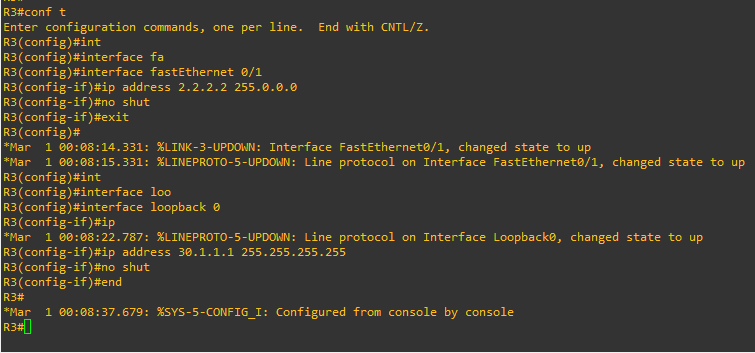 R3#conf t
Enter configuration commands, one per line.  End with CNTL/Z.
R3(config)#int
R3(config)#interface fa
R3(config)#interface fastEthernet 0/1
R3(config-if)#ip address 2.2.2.2 255.0.0.0
R3(config-if)#no shut
R3(config-if)#exit
R3(config)#
*Mar  1 00:08:14.331: %LINK-3-UPDOWN: Interface FastEthernet0/1, changed state to up
*Mar  1 00:08:15.331: %LINEPROTO-5-UPDOWN: Line protocol on Interface FastEthernet0/1, changed state to up
R3(config)#int
R3(config)#interface loo
R3(config)#interface loopback 0
R3(config-if)#ip
*Mar  1 00:08:22.787: %LINEPROTO-5-UPDOWN: Line protocol on Interface Loopback0, changed state to up
R3(config-if)#ip address 30.1.1.1 255.255.255.255
R3(config-if)#no shut
R3(config-if)#end
R3#
*Mar  1 00:08:37.679: %SYS-5-CONFIG_I: Configured from console by console
R3#